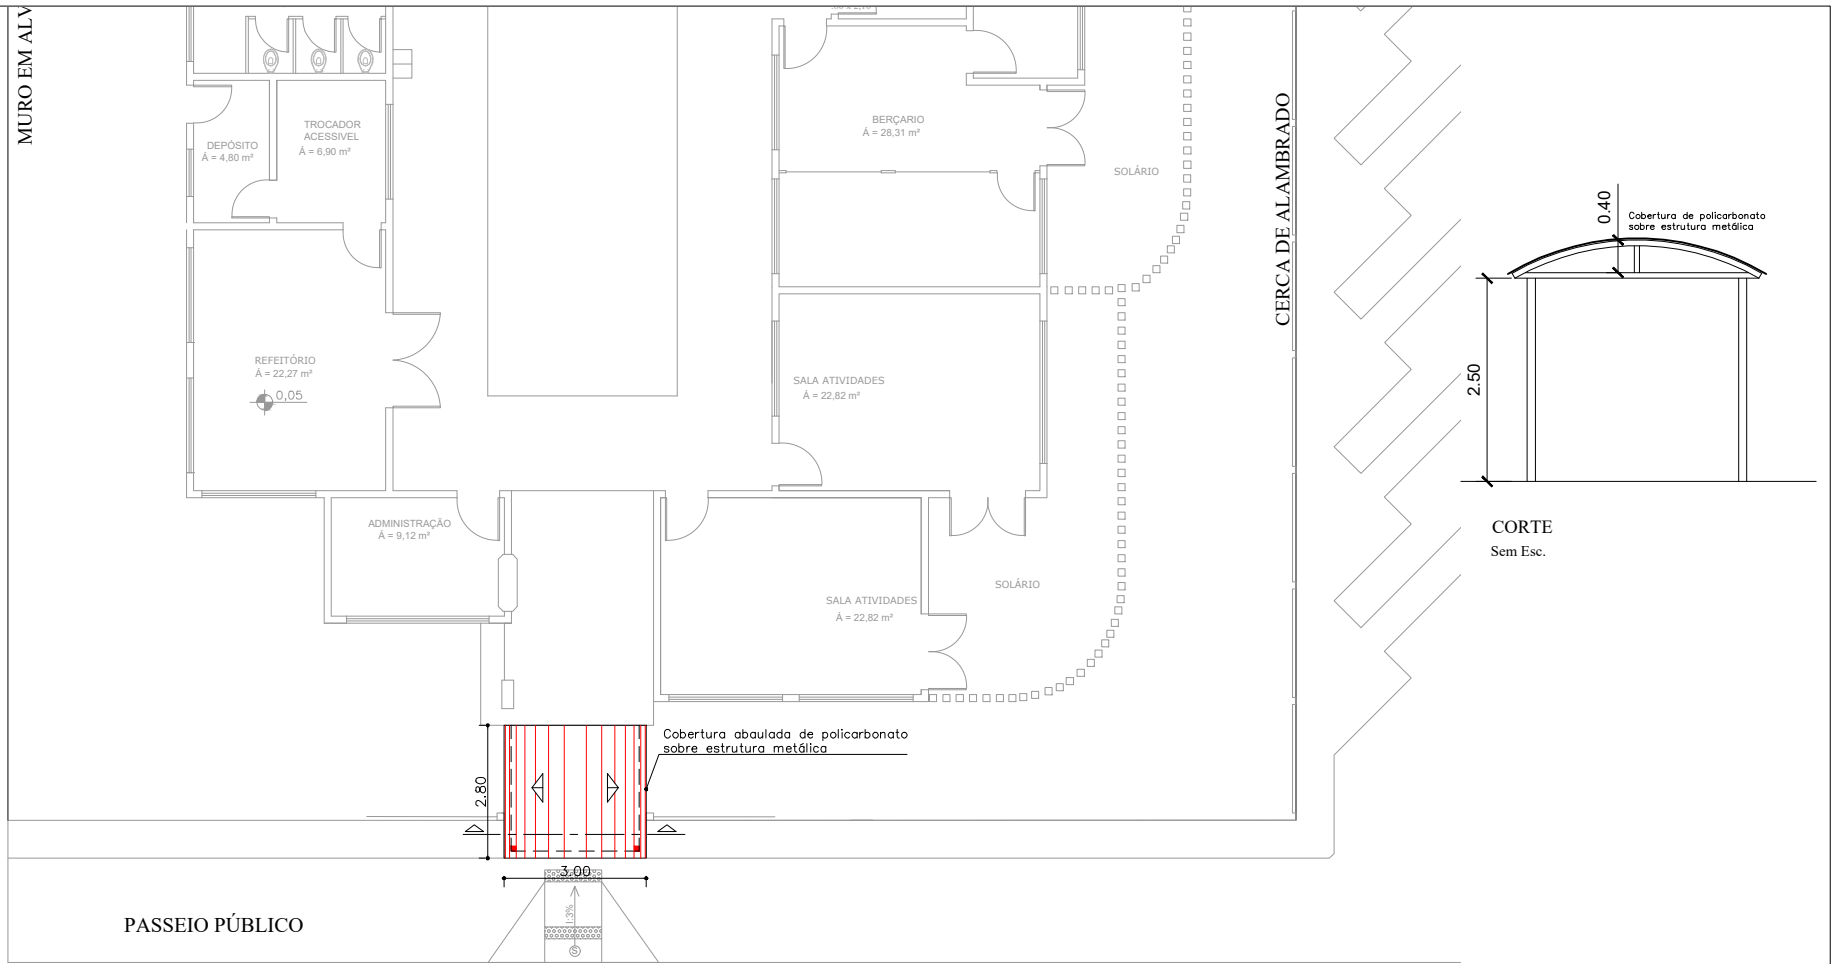 MURO EM ALV
DEPÓSITO
Á = 4,80 m²
TROCADOR
ACESSIVEL
Á = 6,90 m²
BERÇARIO
Á = 28,31 m²
SOLÁRIO
CERCA DE ALAMBRADO
0.40
Cobertura de policarbonato
sobre estrutura metálica
2.50
CORTE
Sem Esc.
REFEITÓRIO
Á = 22,27 m²
0,05
SALA ATIVIDADES
Á = 22,82 m²
ADMINISTRAÇÃO
Á = 9,12 m²
SALA ATIVIDADES
Á = 22,82 m²
SOLÁRIO
Cobertura abaulada de policarbonato
sobre estrutura metálica
2.80
3.00
S
PASSEIO PÚBLICO